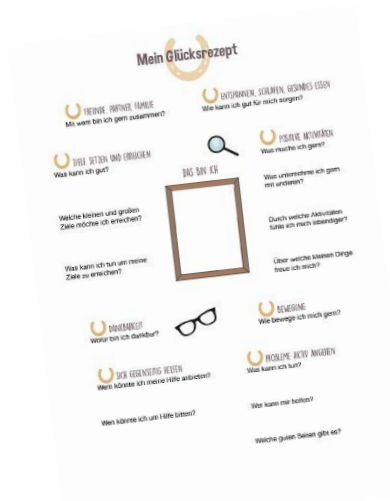 Mein Glücksrezept
FREUNDE, PARTNER, FAMILIE
Mit wem bin ich gern zusammen?
ENTSPANNEN, SCHLAFEN, GESUNDES ESSEN
Wie kann ich gut für mich sorgen?
ZIELE SETZEN UND ERREICHEN
Was kann ich gut?
Welche kleinen und großen
Ziele möchte ich erreichen?
Was kann ich tun um meine
Ziele zu erreichen?
DAS BIN ICH
POSITIVE AKTIVITÄTEN
Was mache ich gern?
Was unternehme ich gern
mit anderen?
Durch welche Aktivitäten
fühle ich mich lebendiger?
Über welche kleinen Dinge
freue ich mich?
DANKBARKEIT
Wofür bin ich dankbar?
BEWEGUNG
Wie bewege ich mich gern?
SICH GEGENSEITIG HELFEN
Wem könnte ich meine Hilfe anbieten?
Wen könnte ich um Hilfe bitten?
PROBLEME AKTIV ANGEHEN
Was kann ich tun?
Wer kann mir helfen?
Welche guten Seiten gibt es?